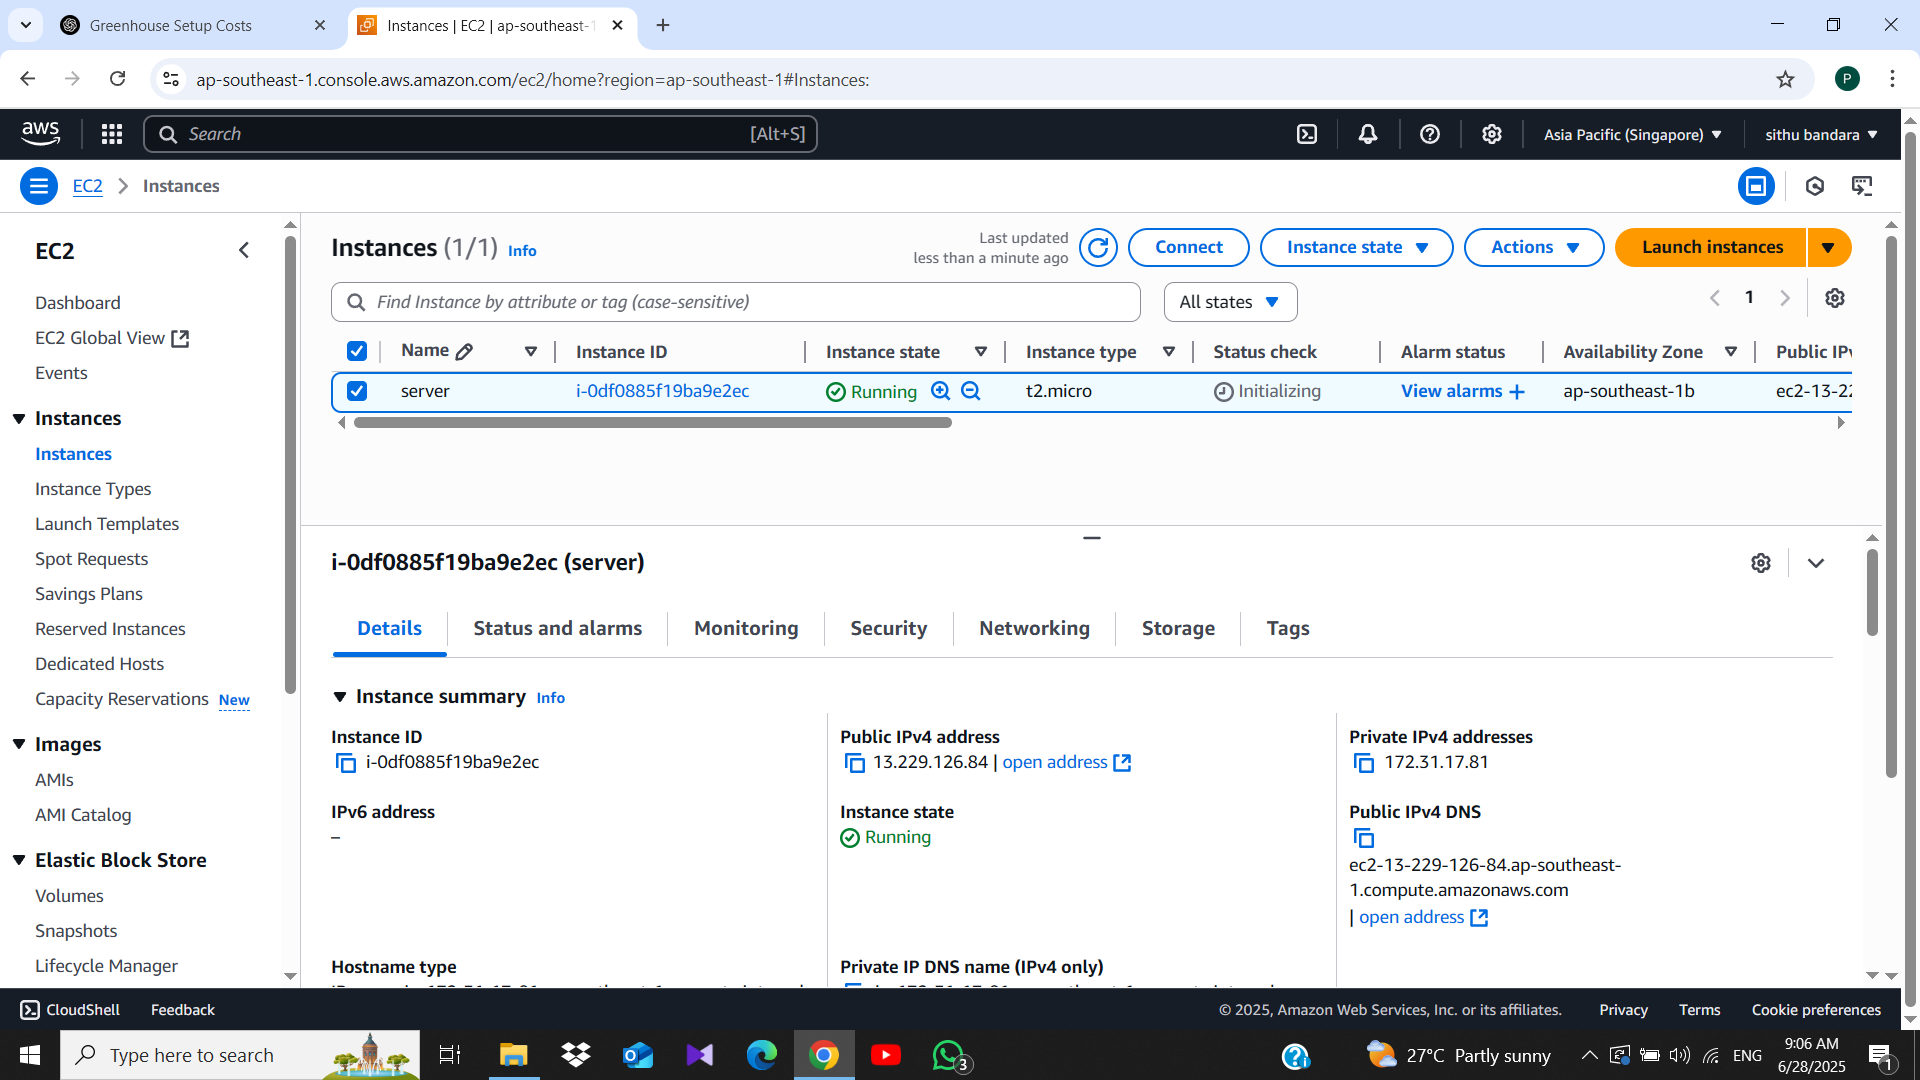 Greenhouse Setup Costs
Instances | EC2 | ap-southeast-1
ap-southeast-1.console.aws.amazon.com/ec2/home?region=ap-southeast-1#Instances:
P
aws
Search
[Alt+S]
Asia Pacific (Singapore)
sithu bandara
EC2
Instances
EC2
Dashboard
EC2 Global View
Events
Instances
Instances
Instance Types
Launch Templates
Spot Requests
Savings Plans
Reserved Instances
Dedicated Hosts
Capacity Reservations New
Images
AMIs
AMI Catalog
Elastic Block Store
Volumes
Snapshots
Lifecycle Manager
Instances (1/1) Info
Last updated
less than a minute ago
Connect
Instance state
Actions
Launch instances
Find Instance by attribute or tag (case-sensitive)
All states
1
Name Instance ID Instance state Instance type Status check Alarm status Availability Zone Public IPv
server i-0df0885f19ba9e2ec Running t2.micro Initializing View alarms + ap-southeast-1b ec2-13-22
i-0df0885f19ba9e2ec (server)
Details Status and alarms Monitoring Security Networking Storage Tags
Instance summary Info
Instance ID
i-0df0885f19ba9e2ec
Public IPv4 address
13.229.126.84 | open address
Private IPv4 addresses
172.31.17.81
IPv6 address
–
Instance state
Running
Public IPv4 DNS
ec2-13-229-126-84.ap-southeast-
1.compute.amazonaws.com
| open address
Hostname type
Private IP DNS name (IPv4 only)
CloudShell
Feedback
© 2025, Amazon Web Services, Inc. or its affiliates.
Privacy
Terms
Cookie preferences
Type here to search
3
27°C Partly sunny
ENG
9:06 AM
6/28/2025
1